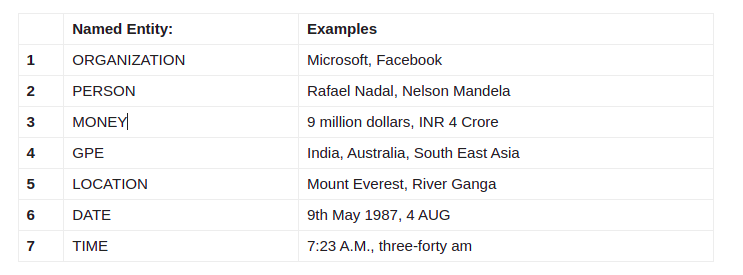 Named Entity: Examples
1 ORGANIZATION Microsoft, Facebook
2 PERSON Rafael Nadal, Nelson Mandela
3 MONEY 9 million dollars, INR 4 Crore
4 GPE India, Australia, South East Asia
5 LOCATION Mount Everest, River Ganga
6 DATE 9th May 1987, 4 AUG
7 TIME 7:23 A.M., three-forty am